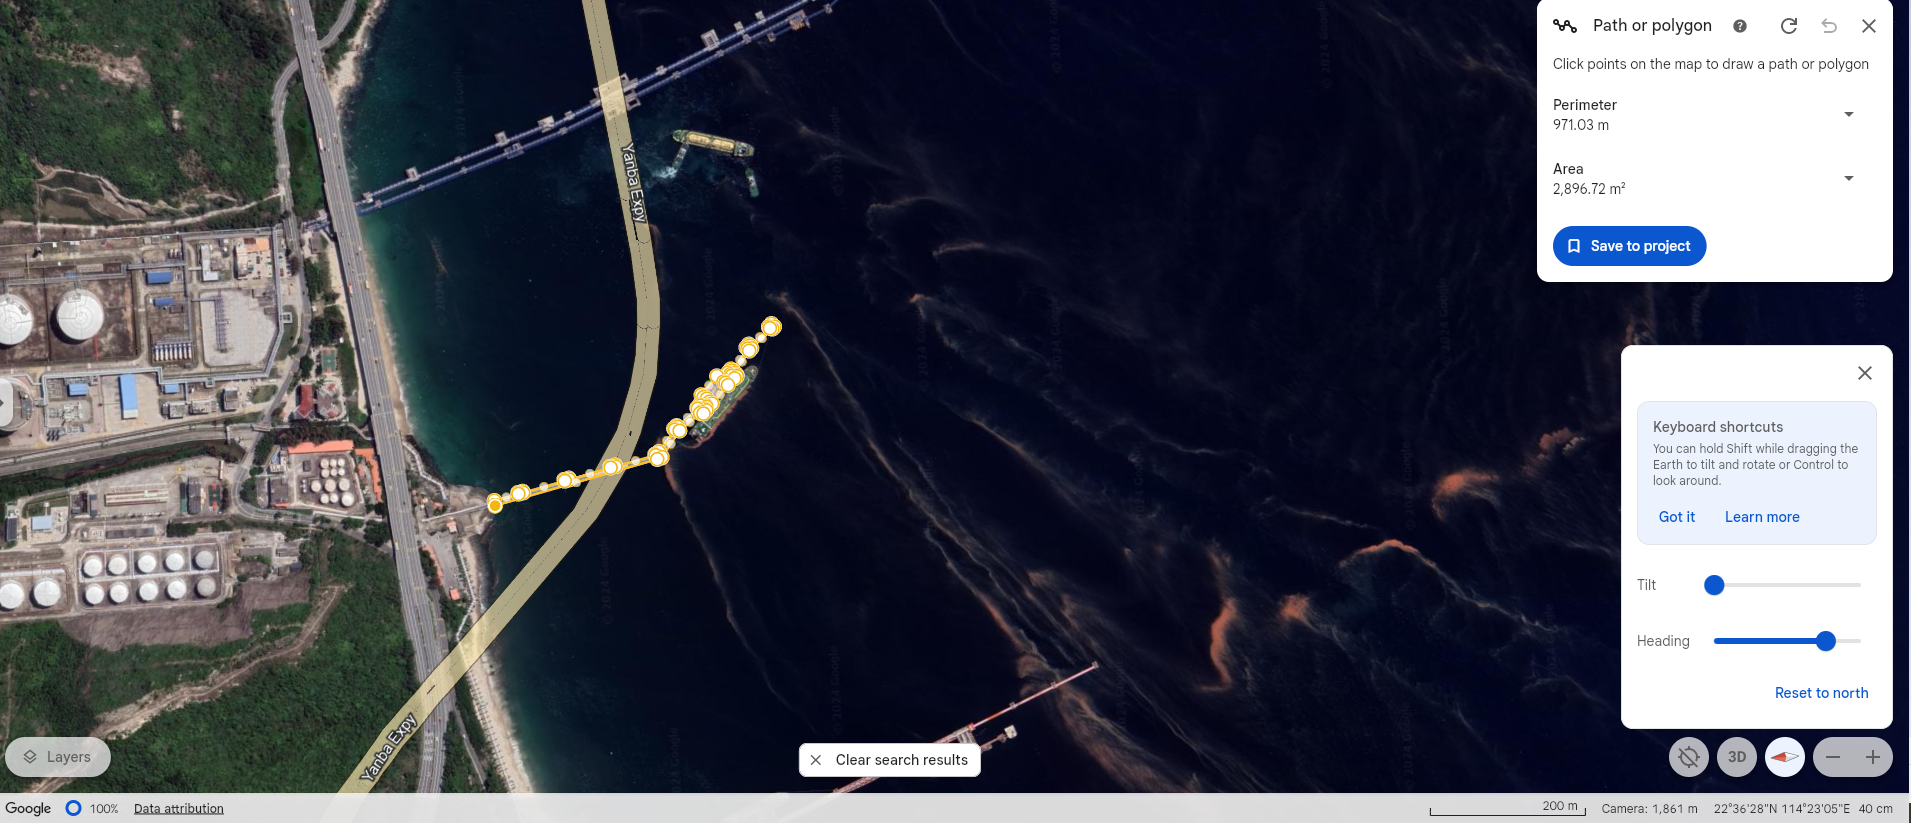 Path or polygon
Click points on the map to draw a path or polygon
Perimeter
971.03 m
Area
2,896.72 m²
Save to project
Yanba Expy
Keyboard shortcuts
You can hold Shift while dragging the
Earth to tilt and rotate or Control to
look around.
Got it
Learn more
Tilt
Heading
Reset to north
Yanba Expy
Layers
Clear search results
3D
Google
100%
Data attribution
200 m
Camera: 1,861 m
22°36'28"N 114°23'05"E
40 cm